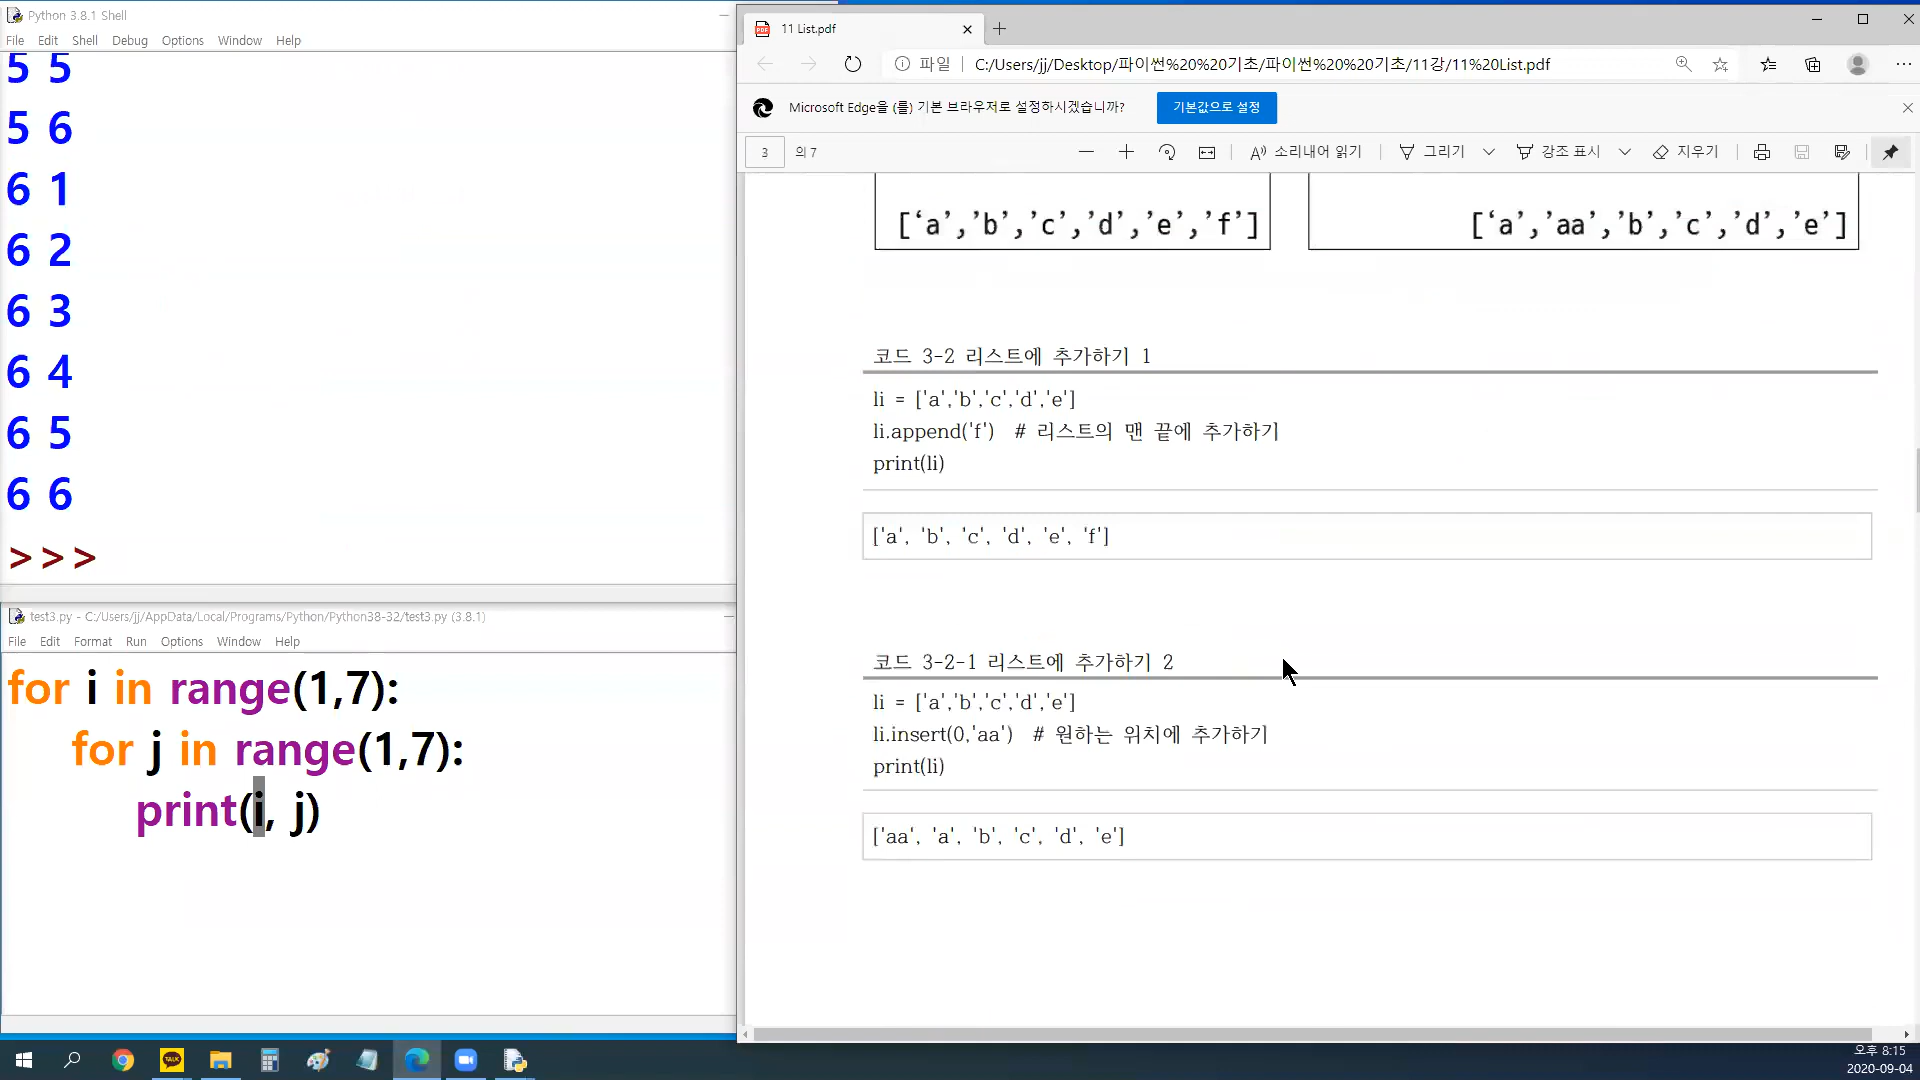 Python 3.8.1 Shell
File Edit Shell Debug Options Window Help
5 5
5 6
6 1
6 2
6 3
6 4
6 5
6 6
>>>
test3.py - C:/Users/jj/AppData/Local/Programs/Python/Python38-32/test3.py (3.8.1)
File Edit Format Run Options Window Help
for i in range(1,7):
for j in range(1,7):
print(i, j)
11 List.pdf
파일 C:/Users/jj/Desktop/파이썬%20%20기초/파이썬%20%20기초/11강/11%20List.pdf
Microsoft Edge을 (를) 기본 브라우저로 설정하시겠습니까? 기본값으로 설정
3 의 7 소리내어 읽기 그리기 강조 표시 지우기
[‘a’,’b’,’c’,’d’,’e’,’f’] [‘a’,’aa’,’b’,’c’,’d’,’e’]
코드 3-2 리스트에 추가하기 1
li = ['a','b','c','d','e']
li.append('f') # 리스트의 맨 끝에 추가하기
print(li)
['a', 'b', 'c', 'd', 'e', 'f']
코드 3-2-1 리스트에 추가하기 2
li = ['a','b','c','d','e']
li.insert(0,'aa') # 원하는 위치에 추가하기
print(li)
['aa', 'a', 'b', 'c', 'd', 'e']
TALK
오후 8:15
2020-09-04